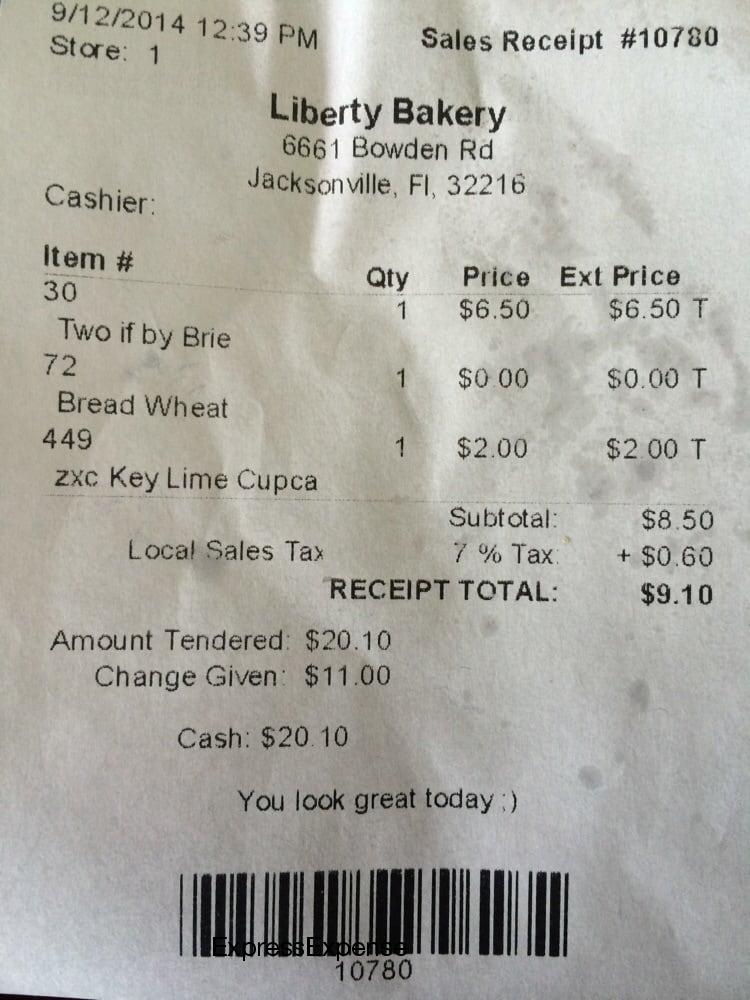 9/12/2014 12:39 PM Sales Receipt #10780
Store: 1
Liberty Bakery
6661 Bowden Rd
Jacksonville, Fl, 32216
Cashier:
Item # Qty Price Ext Price
30 1 $6.50 $6.50 T
Two if by Brie
72 1 $0.00 $0.00 T
Bread Wheat
449 1 $2.00 $2.00 T
zxc Key Lime Cupca
Subtotal: $8.50
Local Sales Tax 7 % Tax: + $0.60
RECEIPT TOTAL: $9.10
Amount Tendered: $20.10
Change Given: $11.00
Cash: $20.10
You look great today ;)
ExpressExpense
10780